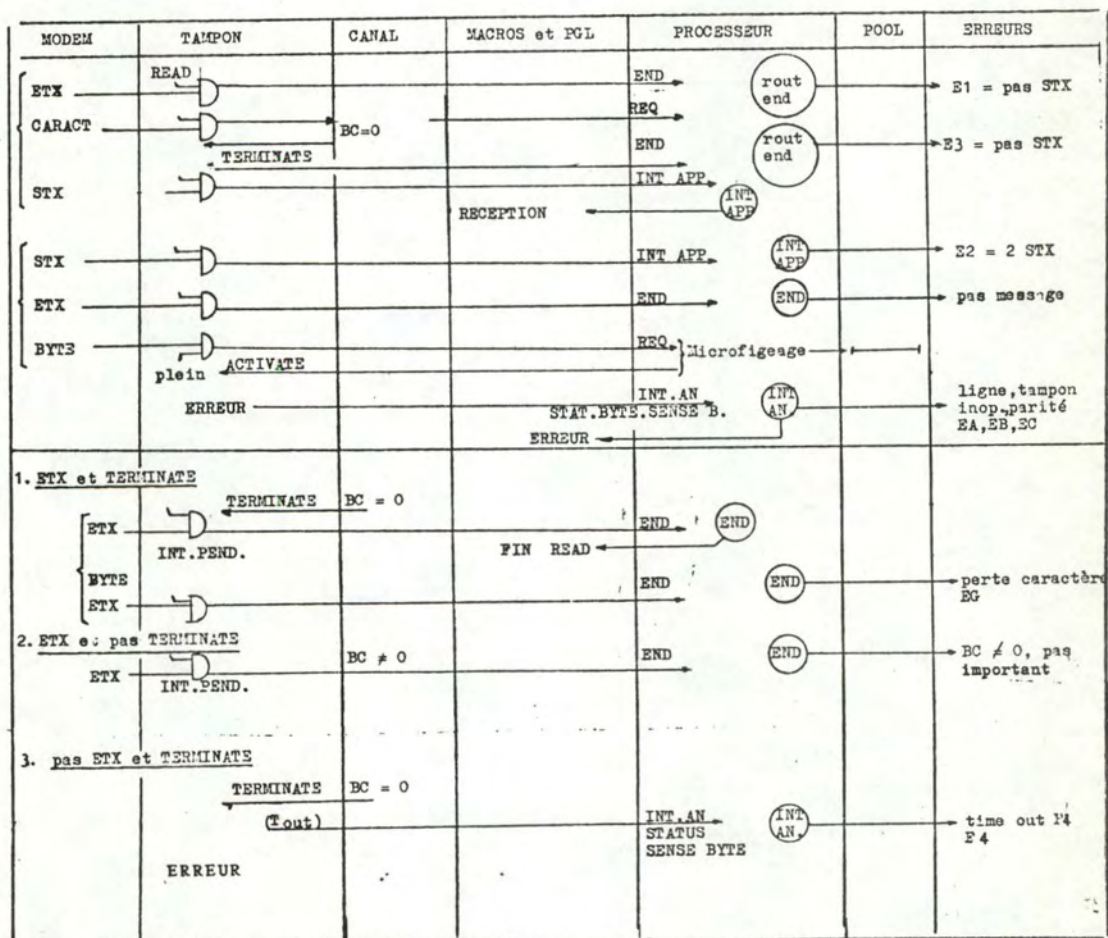 MODEM TAMPON CANAL MACROS et PGL PROCESSEUR POOL ERREURS
READ END rout end
ETX E1 = pas STX
CARACT BC=0 REQ
END rout end E3 = pas STX
TERMINATE
STX INT APP
RECEPTION INT APP
STX INT APP INT APP E2 = 2 STX
ETX END END pas message
BYTE REQ Microfigeage
plein ACTIVATE
ERREUR INT.AN INT AN ligne,tampon
STAT.BYTE.SENSE B. inop,parité
EA,EB,EC
ERREUR
1. ETX et TERMINATE
TERMINATE BC = 0
ETX END END
INT.PEND. FIN READ
BYTE END END perte caractère
ETX EG
2. ETX et pas TERMINATE
BC ≠ 0 END END BC ≠ 0, pas
ETX important
INT.PEND.
3. pas ETX et TERMINATE
TERMINATE BC = 0
(Tout) INT.AN INT AN. time out
STATUS E4
SENSE BYTE
ERREUR